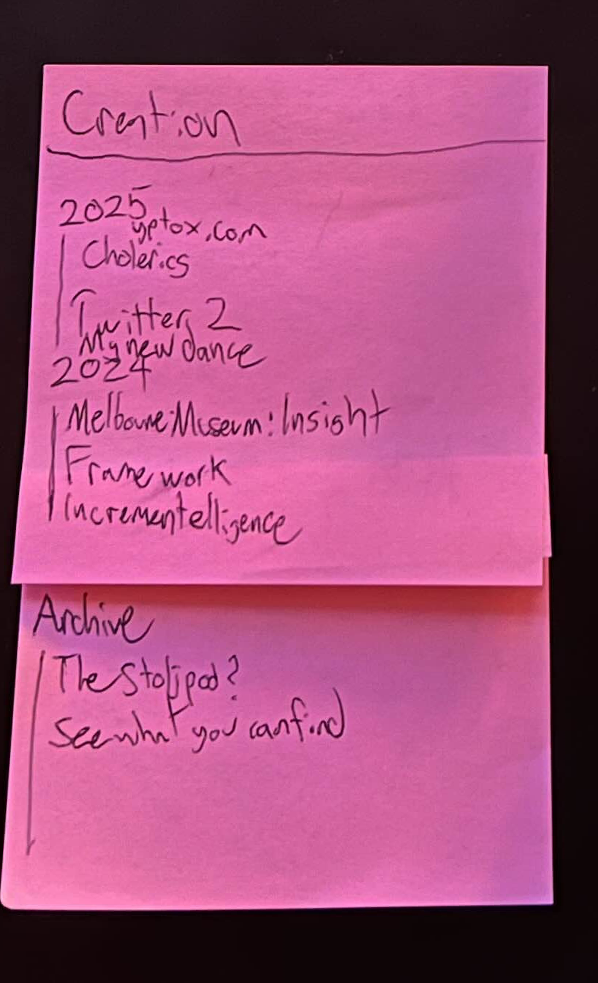 Creation
2025
yptox.com
Cholerics
Twitter 2
My new dance
2024
Melbourne Museum: Insight
Framework
Incrementelligence
Archive
The Stolipod?
See what you can find